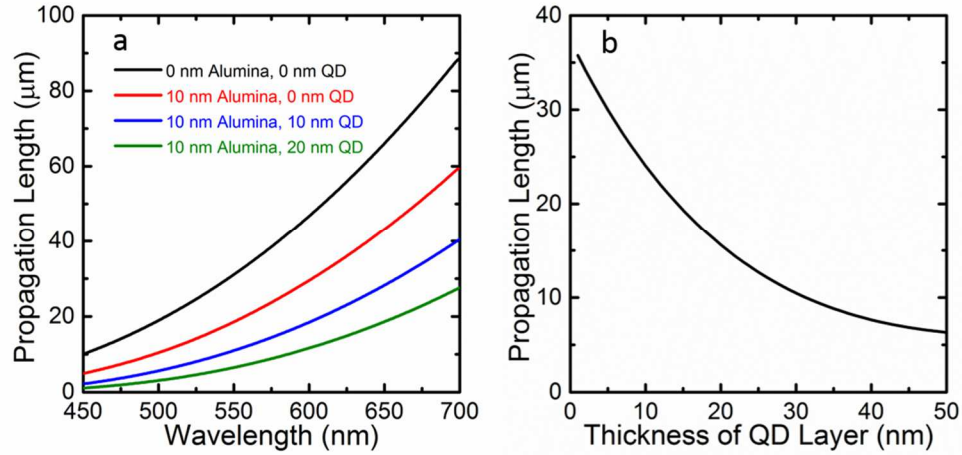 a
0 nm Alumina, 0 nm QD
10 nm Alumina, 0 nm QD
10 nm Alumina, 10 nm QD
10 nm Alumina, 20 nm QD
Propagation Length (μm)
100
80
60
40
20
0
450
500
550
600
650
700
Wavelength (nm)
b
Propagation Length (μm)
40
30
20
10
0
0
10
20
30
40
50
Thickness of QD Layer (nm)